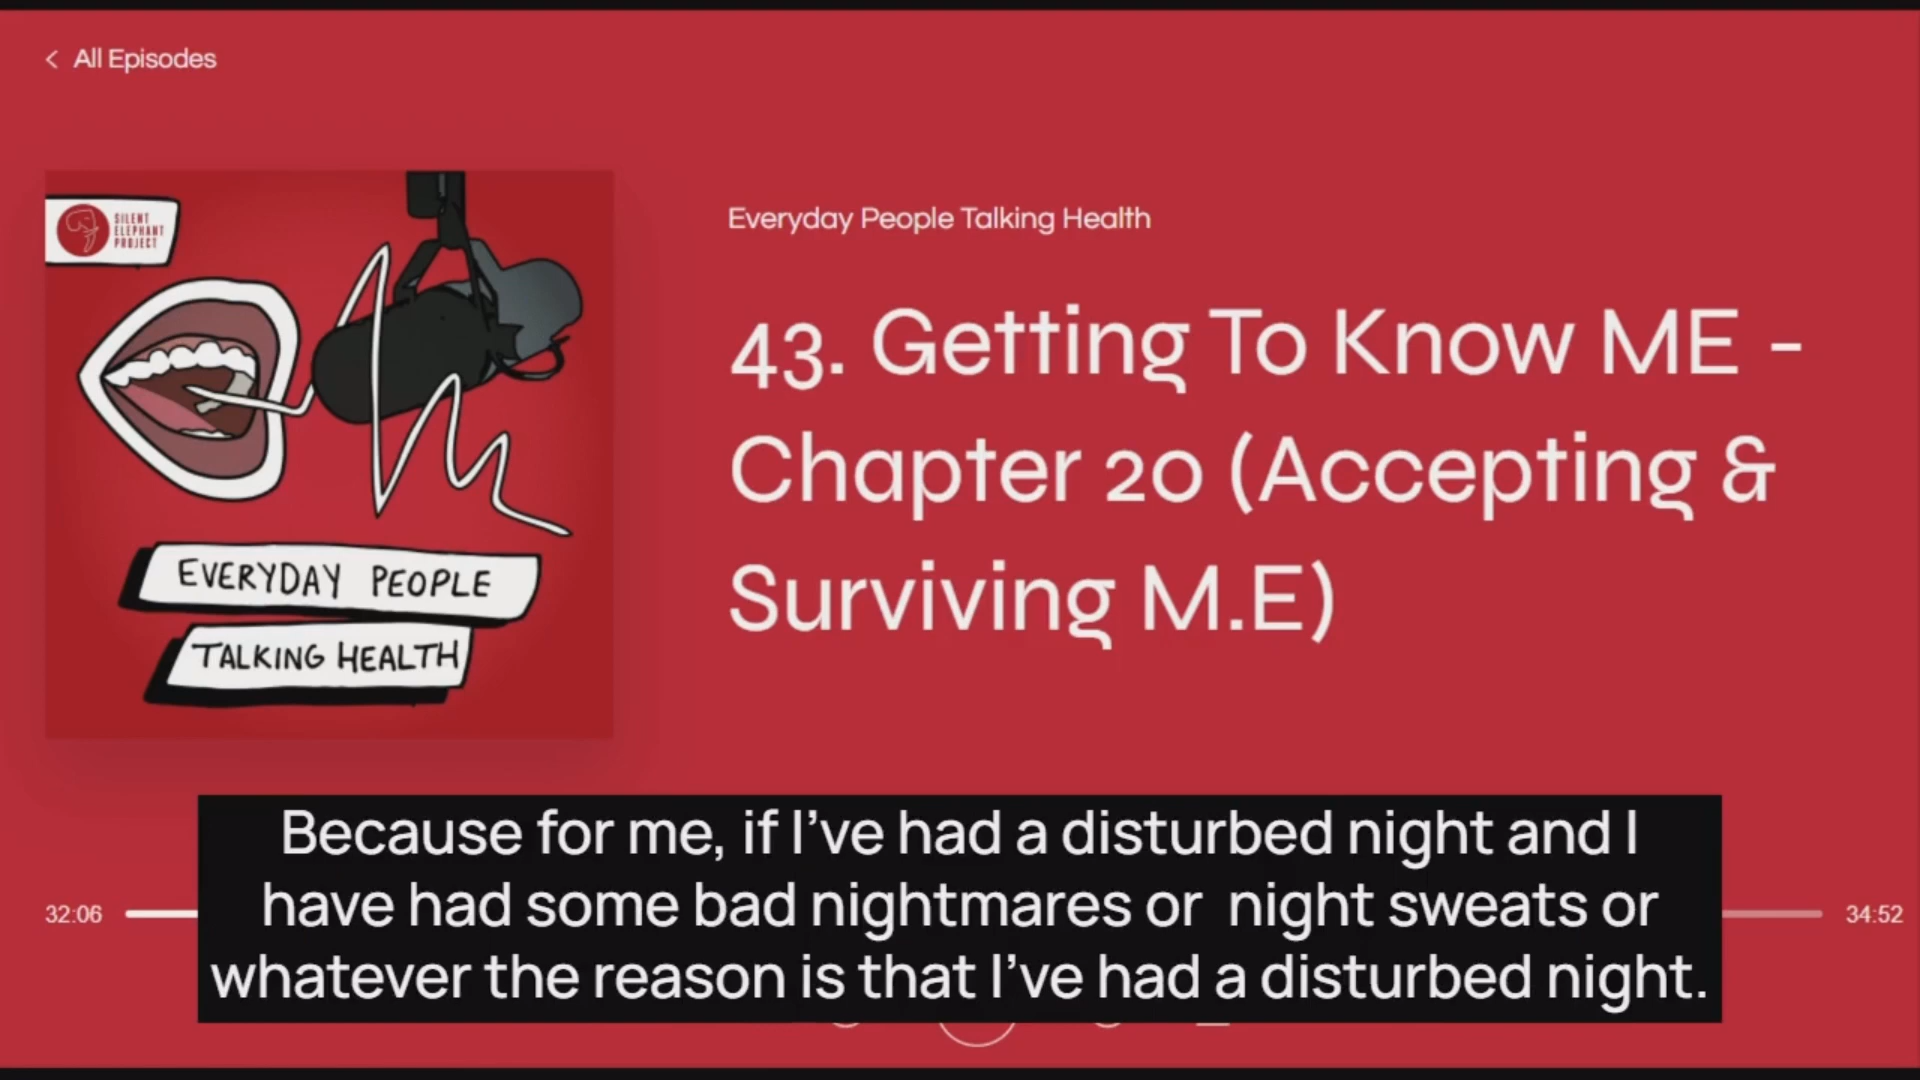 All Episodes
SILENT
ELEPHANT
PROJECT
EVERYDAY PEOPLE
TALKING HEALTH
Everyday People Talking Health
43. Getting To Know ME -
Chapter 20 (Accepting &
Surviving M.E)
Because for me, if I've had a disturbed night and I
have had some bad nightmares or  night sweats or
whatever the reason is that I've had a disturbed night.
32:06
34:52